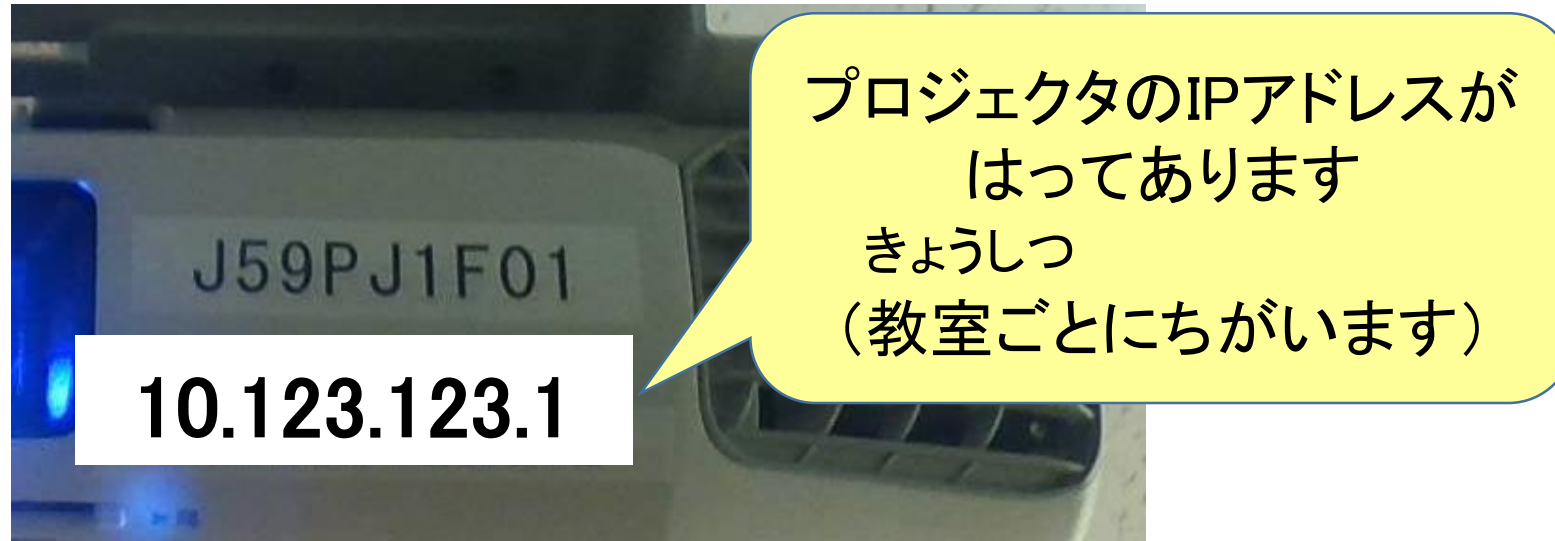 プロジェクタのIPアドレスが
はってあります
きょうしつ
（教室ごとにちがいます）
J59PJ1F01
10.123.123.1